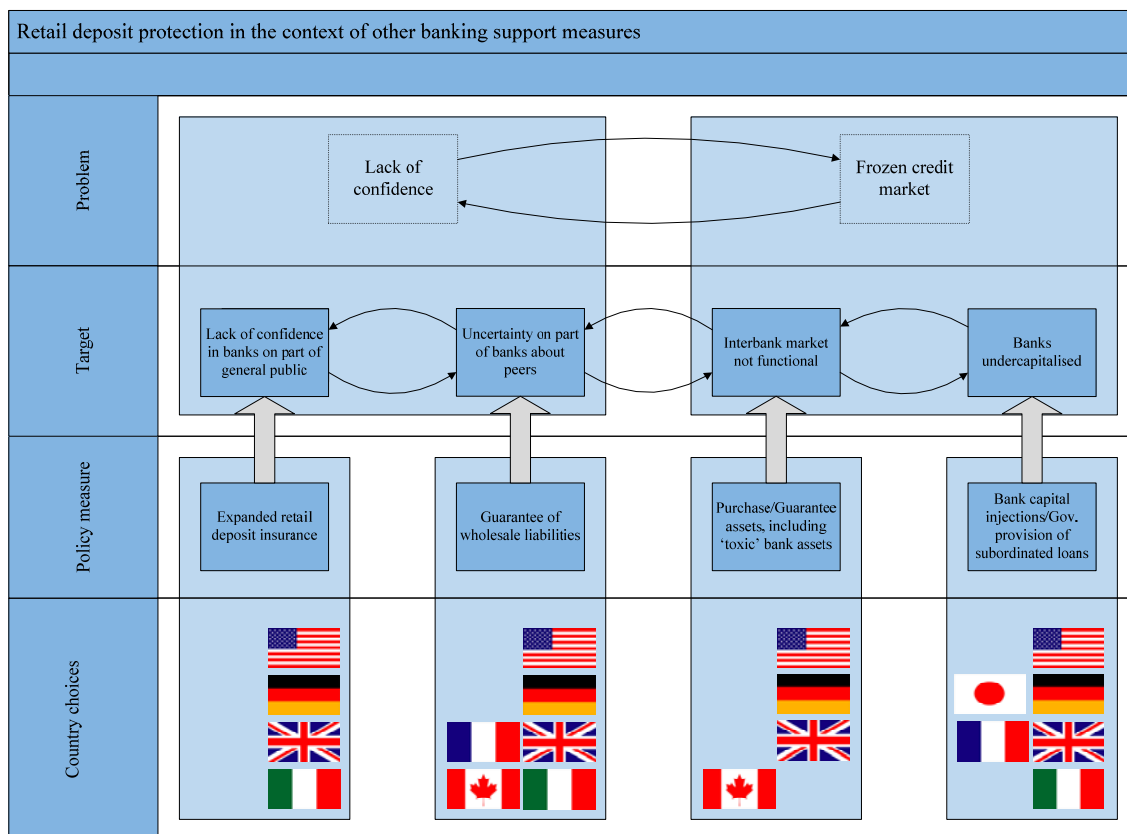 Retail deposit protection in the context of other banking support measures
Problem
Lack of
confidence
Frozen credit
market
Target
Lack of confidence
in banks on part of
general public
Uncertainty on part
of banks about
peers
Interbank market
not functional
Banks
undercapitalised
Policy measure
Expanded retail
deposit insurance
Guarantee of
wholesale liabilities
Purchase/Guarantee
assets, including
‘toxic’ bank assets
Bank capital
injections/Gov.
provision of
subordinated loans
Country choices